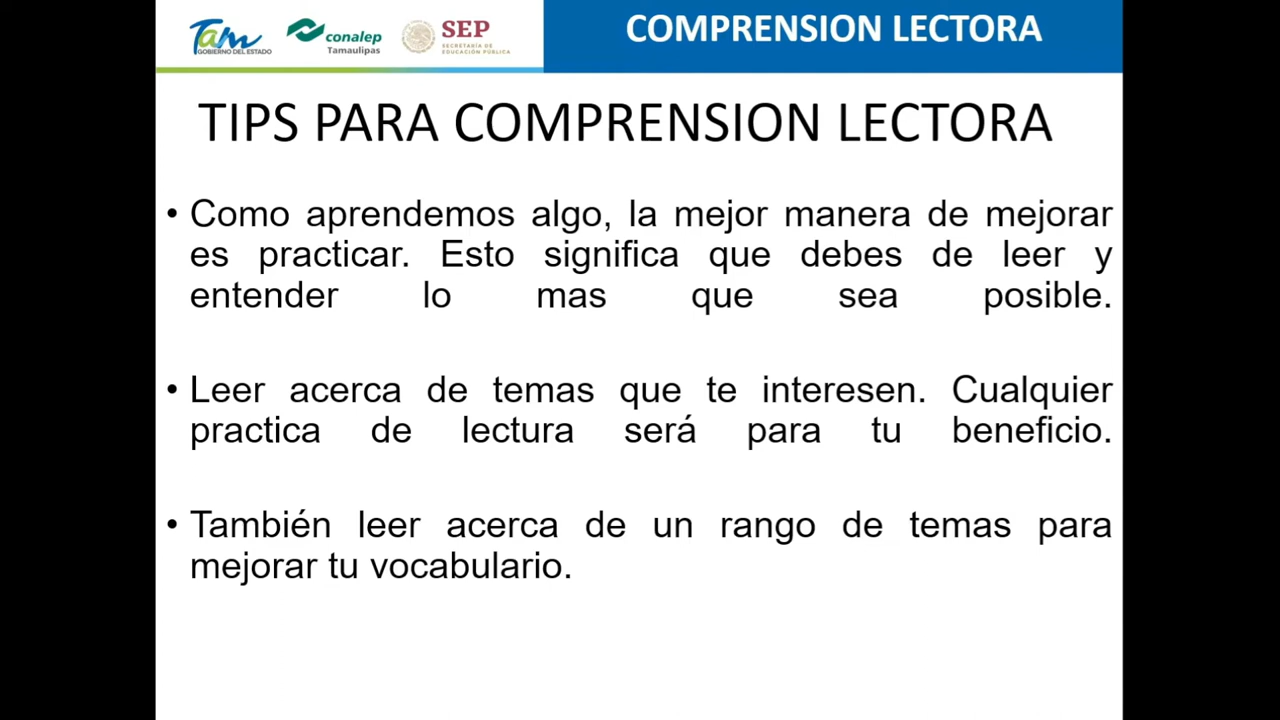 Tam
GOBIERNO DEL ESTADO
conalep
Tamaulipas
SEP
SECRETARÍA DE
EDUCACIÓN PÚBLICA
COMPRENSION LECTORA
TIPS PARA COMPRENSION LECTORA
• Como aprendemos algo, la mejor manera de mejorar
es practicar. Esto significa que debes de leer y
entender lo mas que sea posible.
• Leer acerca de temas que te interesen. Cualquier
practica de lectura será para tu beneficio.
• También leer acerca de un rango de temas para
mejorar tu vocabulario.